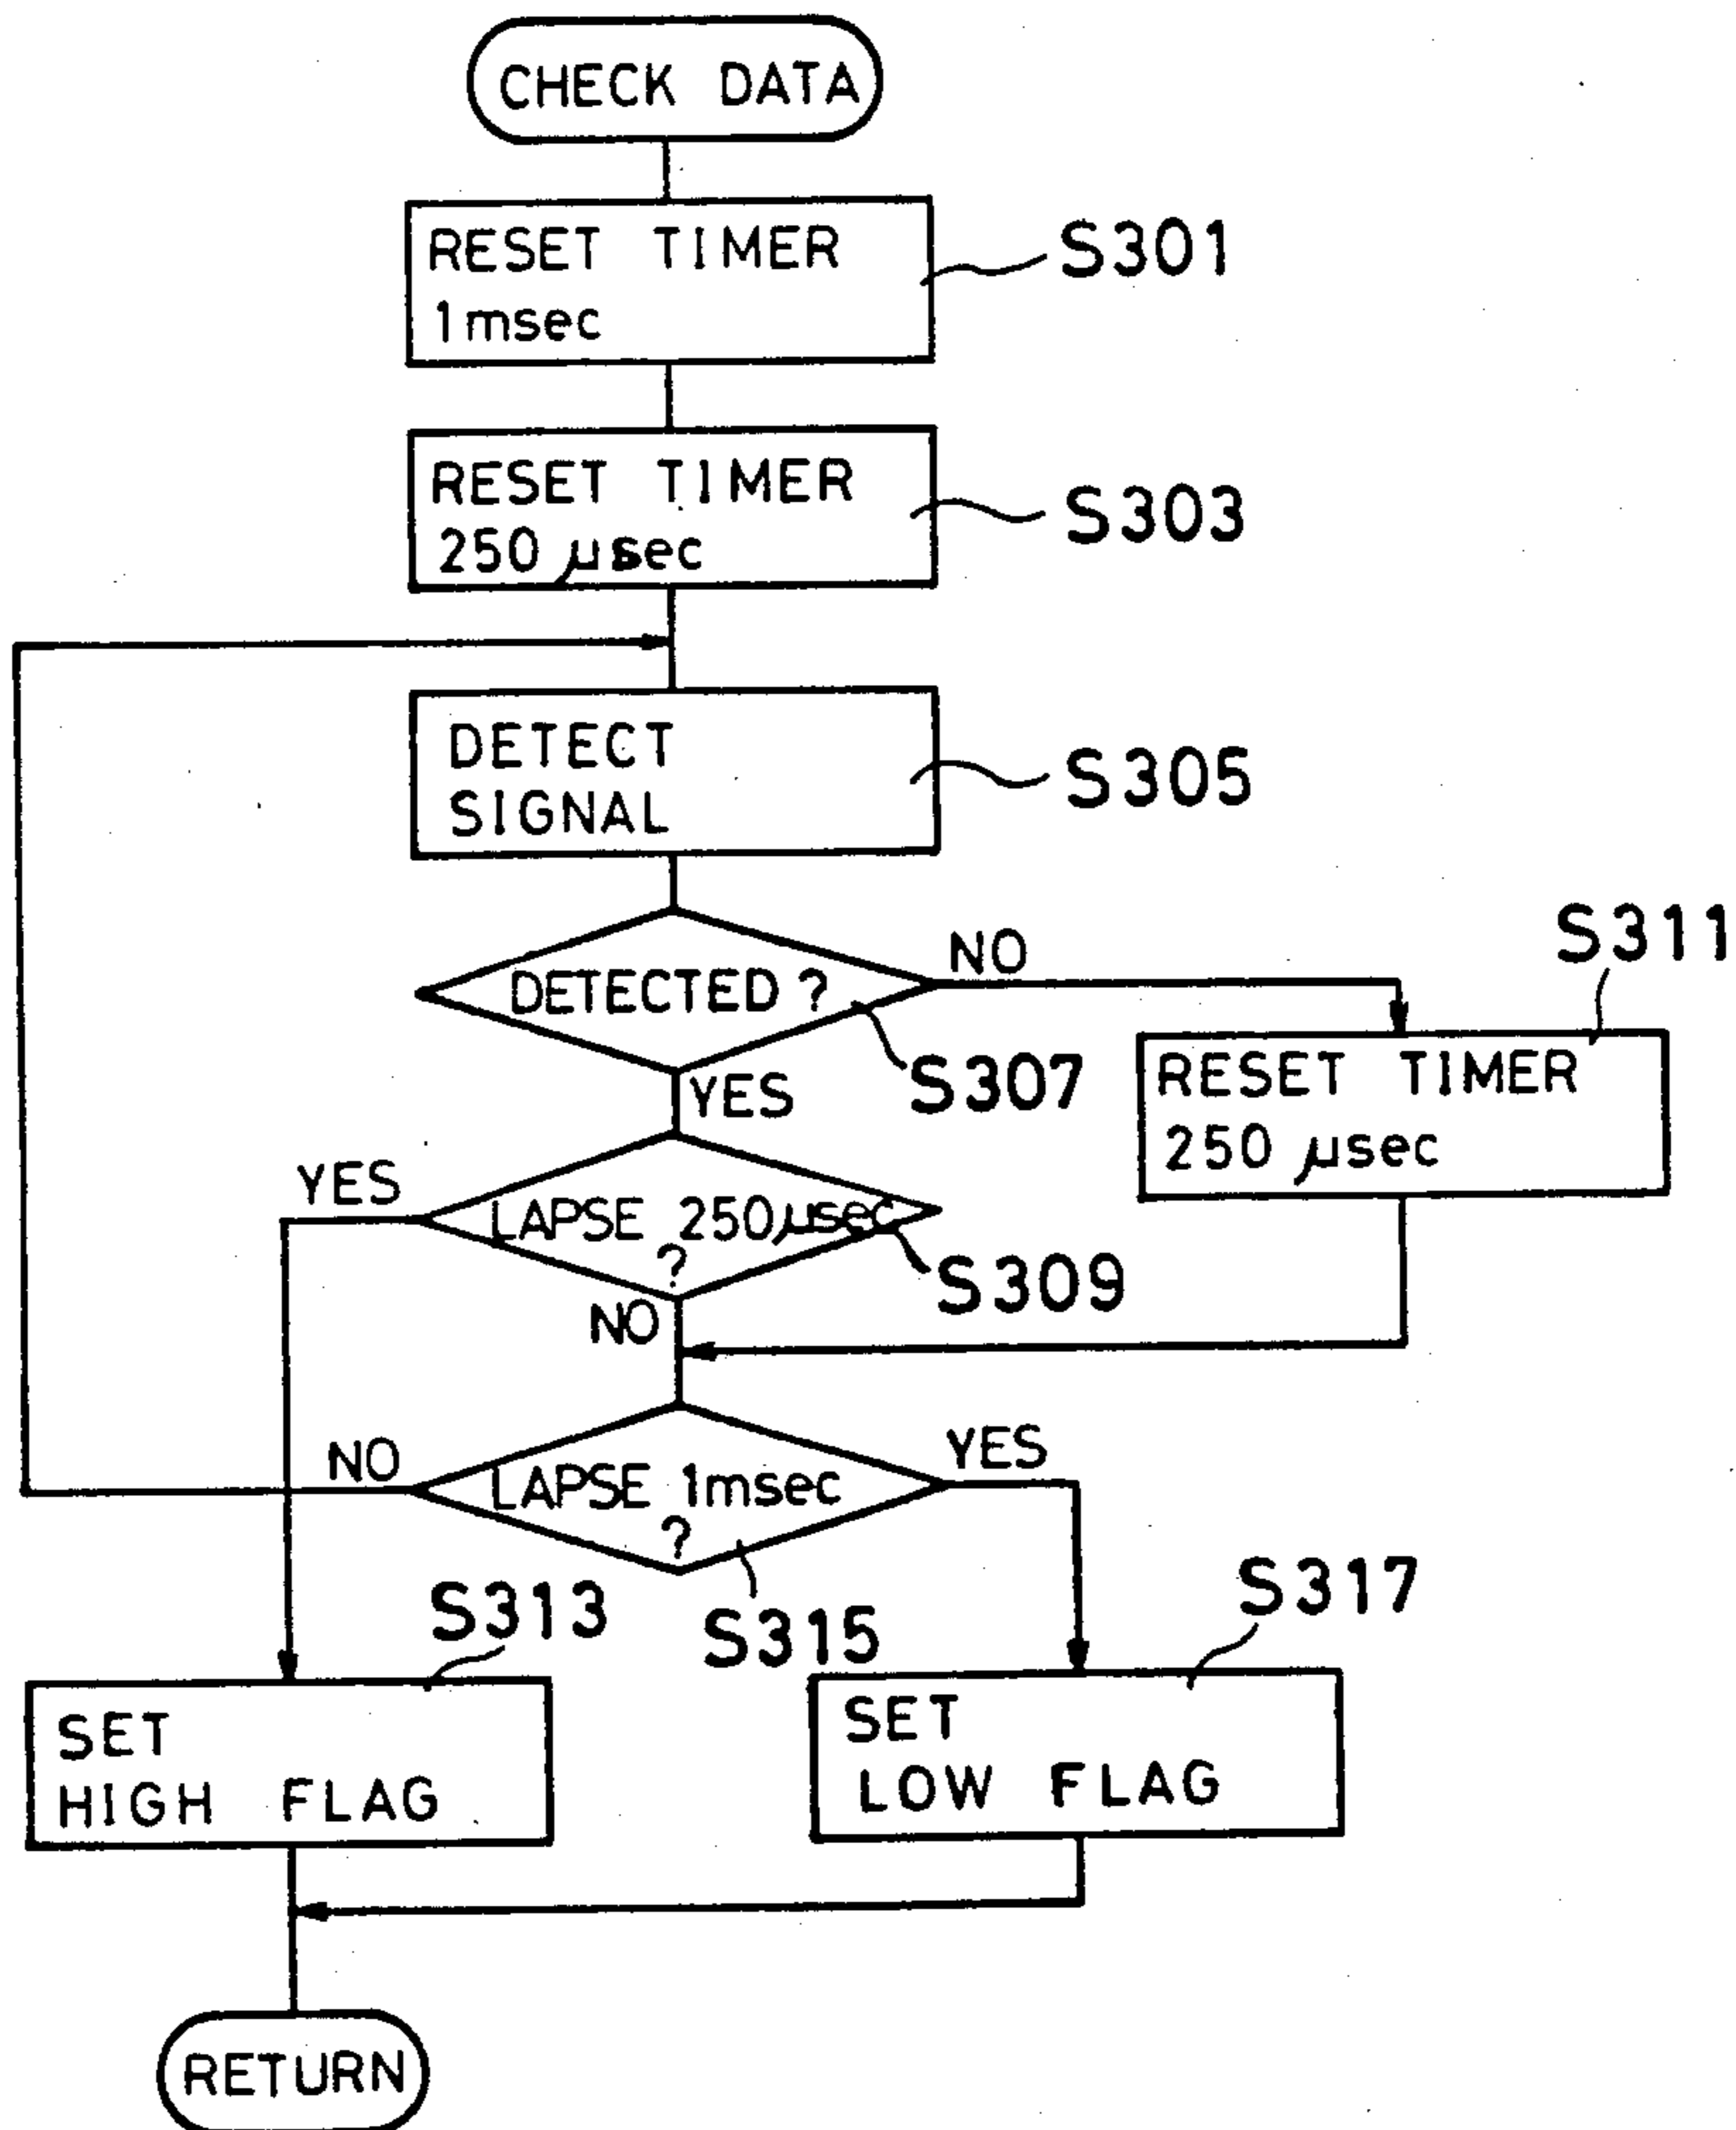 CHECK DATA
RESET TIMER
1msec
S301
RESET TIMER
250 μsec
S303
DETECT
SIGNAL
S305
DETECTED ?
S307
NO
YES
S311
RESET TIMER
250 μsec
LAPSE 250μsec
?
S309
YES
NO
LAPSE 1msec
?
S315
NO
YES
S313
SET
HIGH FLAG
S317
SET
LOW FLAG
RETURN